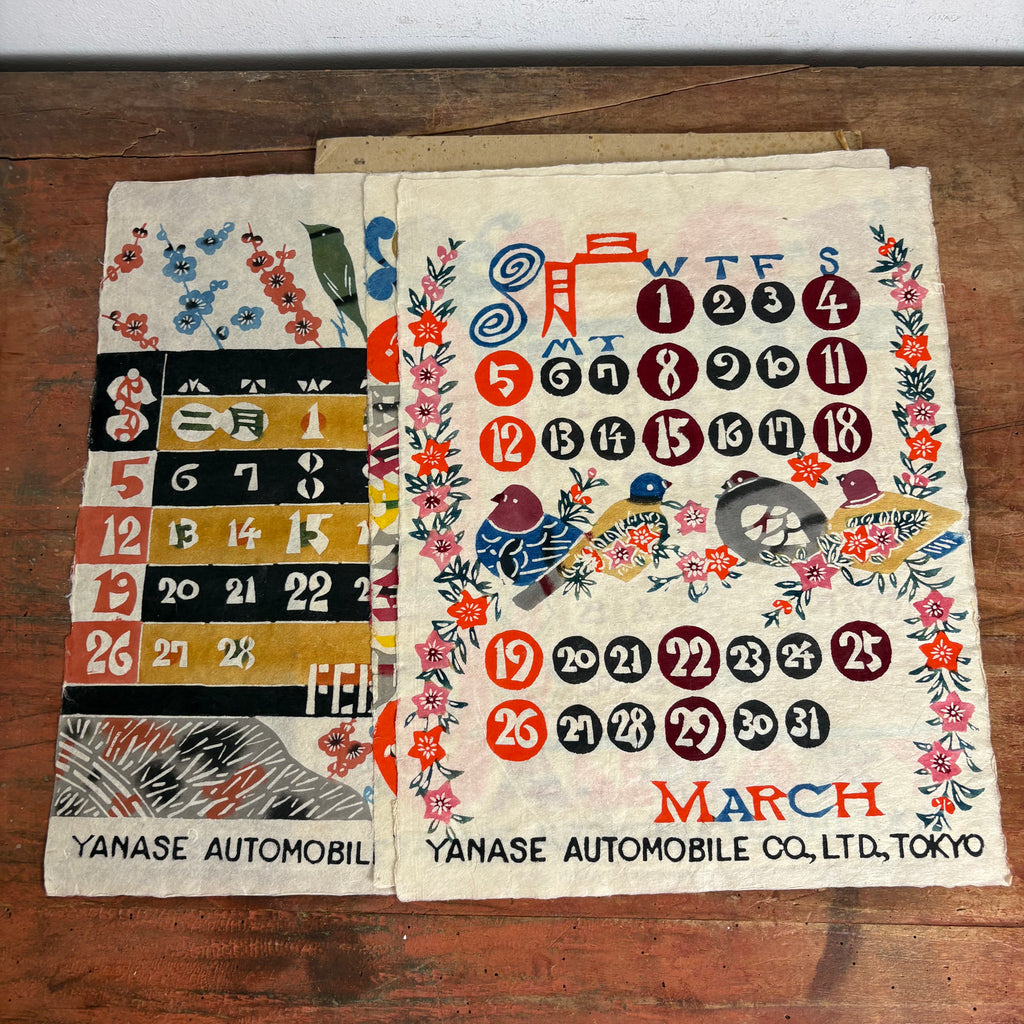 二月 1
5 6 7 8
12 13 14 15
19 20 21 22
26 27 28
YANASE AUTOMOBIL
三月 W T F S
1 2 3 4
M T
5 6 7 8 9 10 11
12 13 14 15 16 17 18
19 20 21 22 23 24 25
26 27 28 29 30 31
MARCH
YANASE AUTOMOBILE CO., LTD., TOKYO